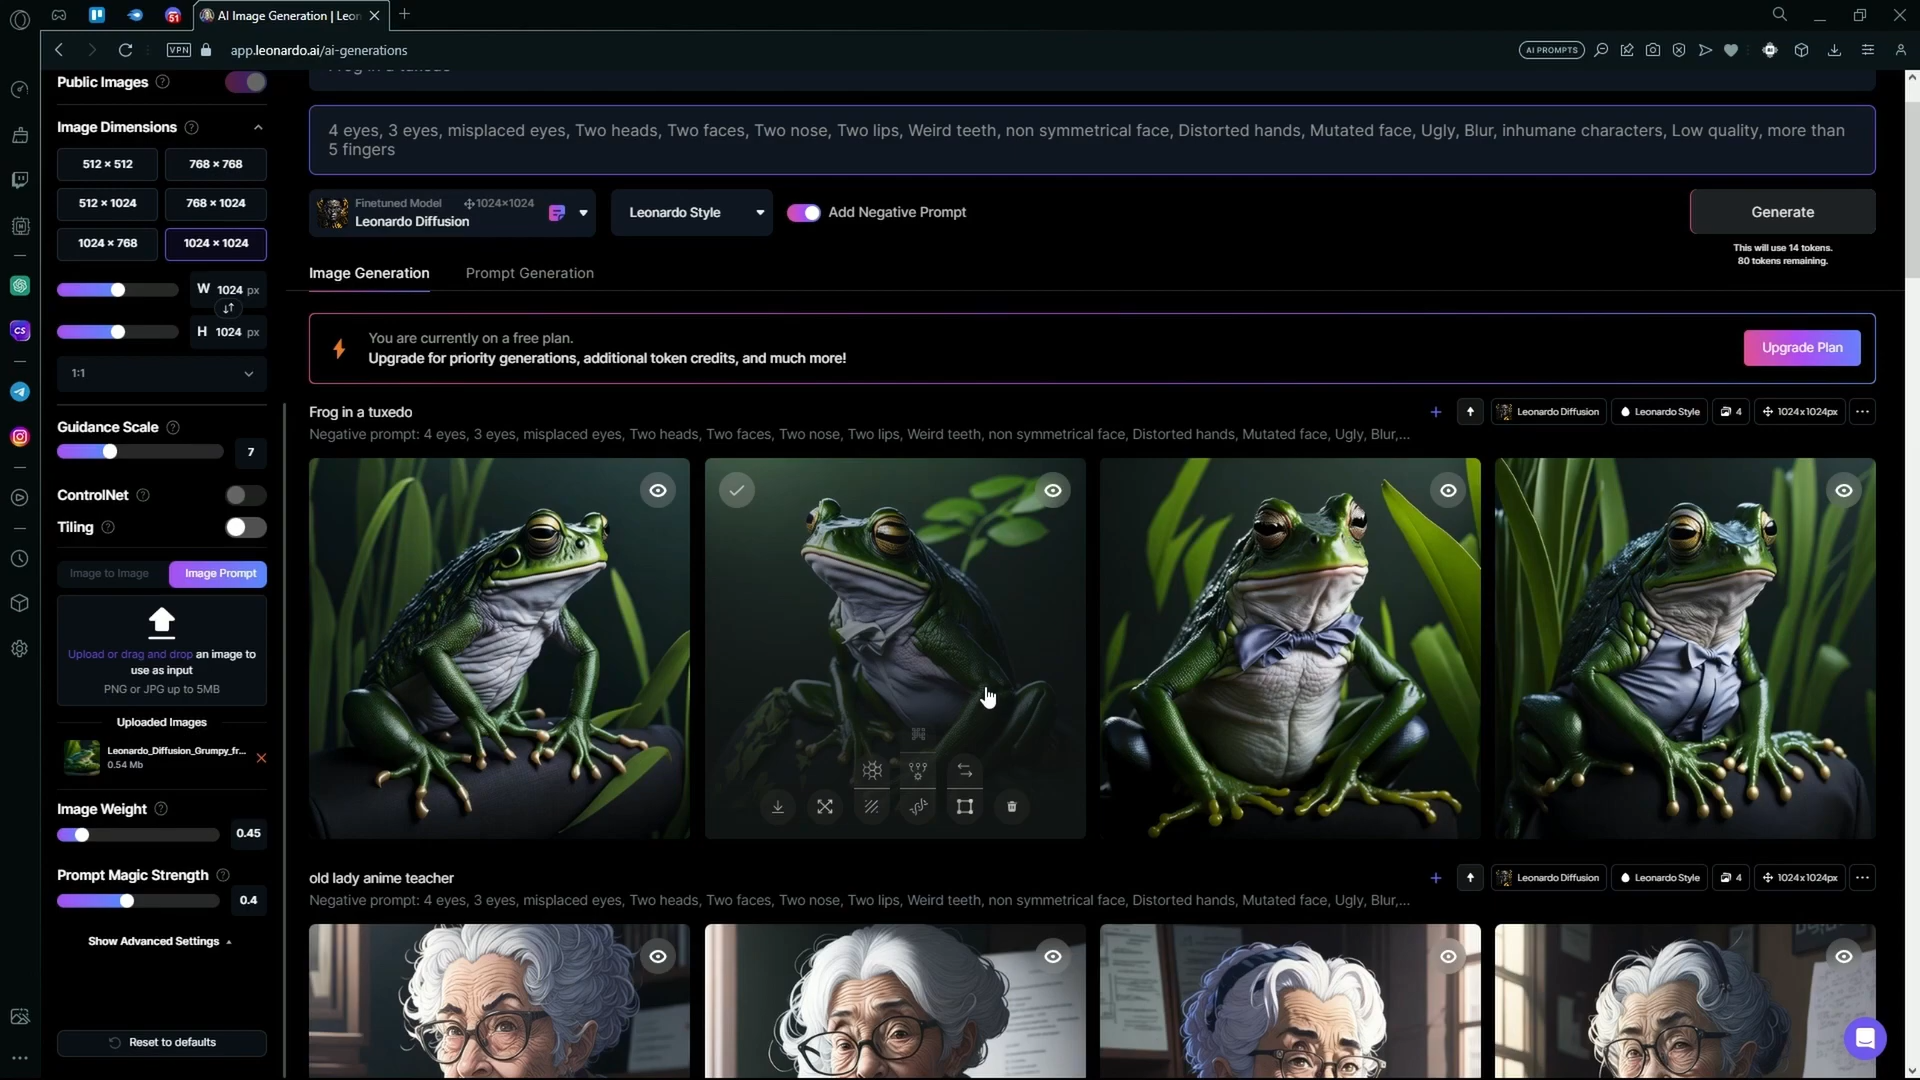 51
AI Image Generation | Leon
VPN
app.leonardo.ai/ai-generations
AI PROMPTS
Public Images
Frog in a tuxedo
Image Dimensions
512 × 512
768 × 768
512 × 1024
768 × 1024
1024 × 768
1024 × 1024
W 1024 px
H 1024 px
1:1
Guidance Scale
7
ControlNet
Tiling
Image to Image
Image Prompt
Upload or drag and drop an image to
use as input
PNG or JPG up to 5MB
Uploaded Images
Leonardo_Diffusion_Grumpy_fr...
0.54 Mb
Image Weight
0.45
Prompt Magic Strength
0.4
Show Advanced Settings
Reset to defaults
CS
4 eyes, 3 eyes, misplaced eyes, Two heads, Two faces, Two nose, Two lips, Weird teeth, non symmetrical face, Distorted hands, Mutated face, Ugly, Blur, inhumane characters, Low quality, more than
5 fingers
Finetuned Model 1024×1024
Leonardo Diffusion
Leonardo Style
Add Negative Prompt
Generate
This will use 14 tokens.
80 tokens remaining.
Image Generation
Prompt Generation
You are currently on a free plan.
Upgrade for priority generations, additional token credits, and much more!
Upgrade Plan
Frog in a tuxedo
Leonardo Diffusion
Leonardo Style
4
1024x1024px
Negative prompt: 4 eyes, 3 eyes, misplaced eyes, Two heads, Two faces, Two nose, Two lips, Weird teeth, non symmetrical face, Distorted hands, Mutated face, Ugly, Blur,...
old lady anime teacher
Leonardo Diffusion
Leonardo Style
4
1024x1024px
Negative prompt: 4 eyes, 3 eyes, misplaced eyes, Two heads, Two faces, Two nose, Two lips, Weird teeth, non symmetrical face, Distorted hands, Mutated face, Ugly, Blur,...